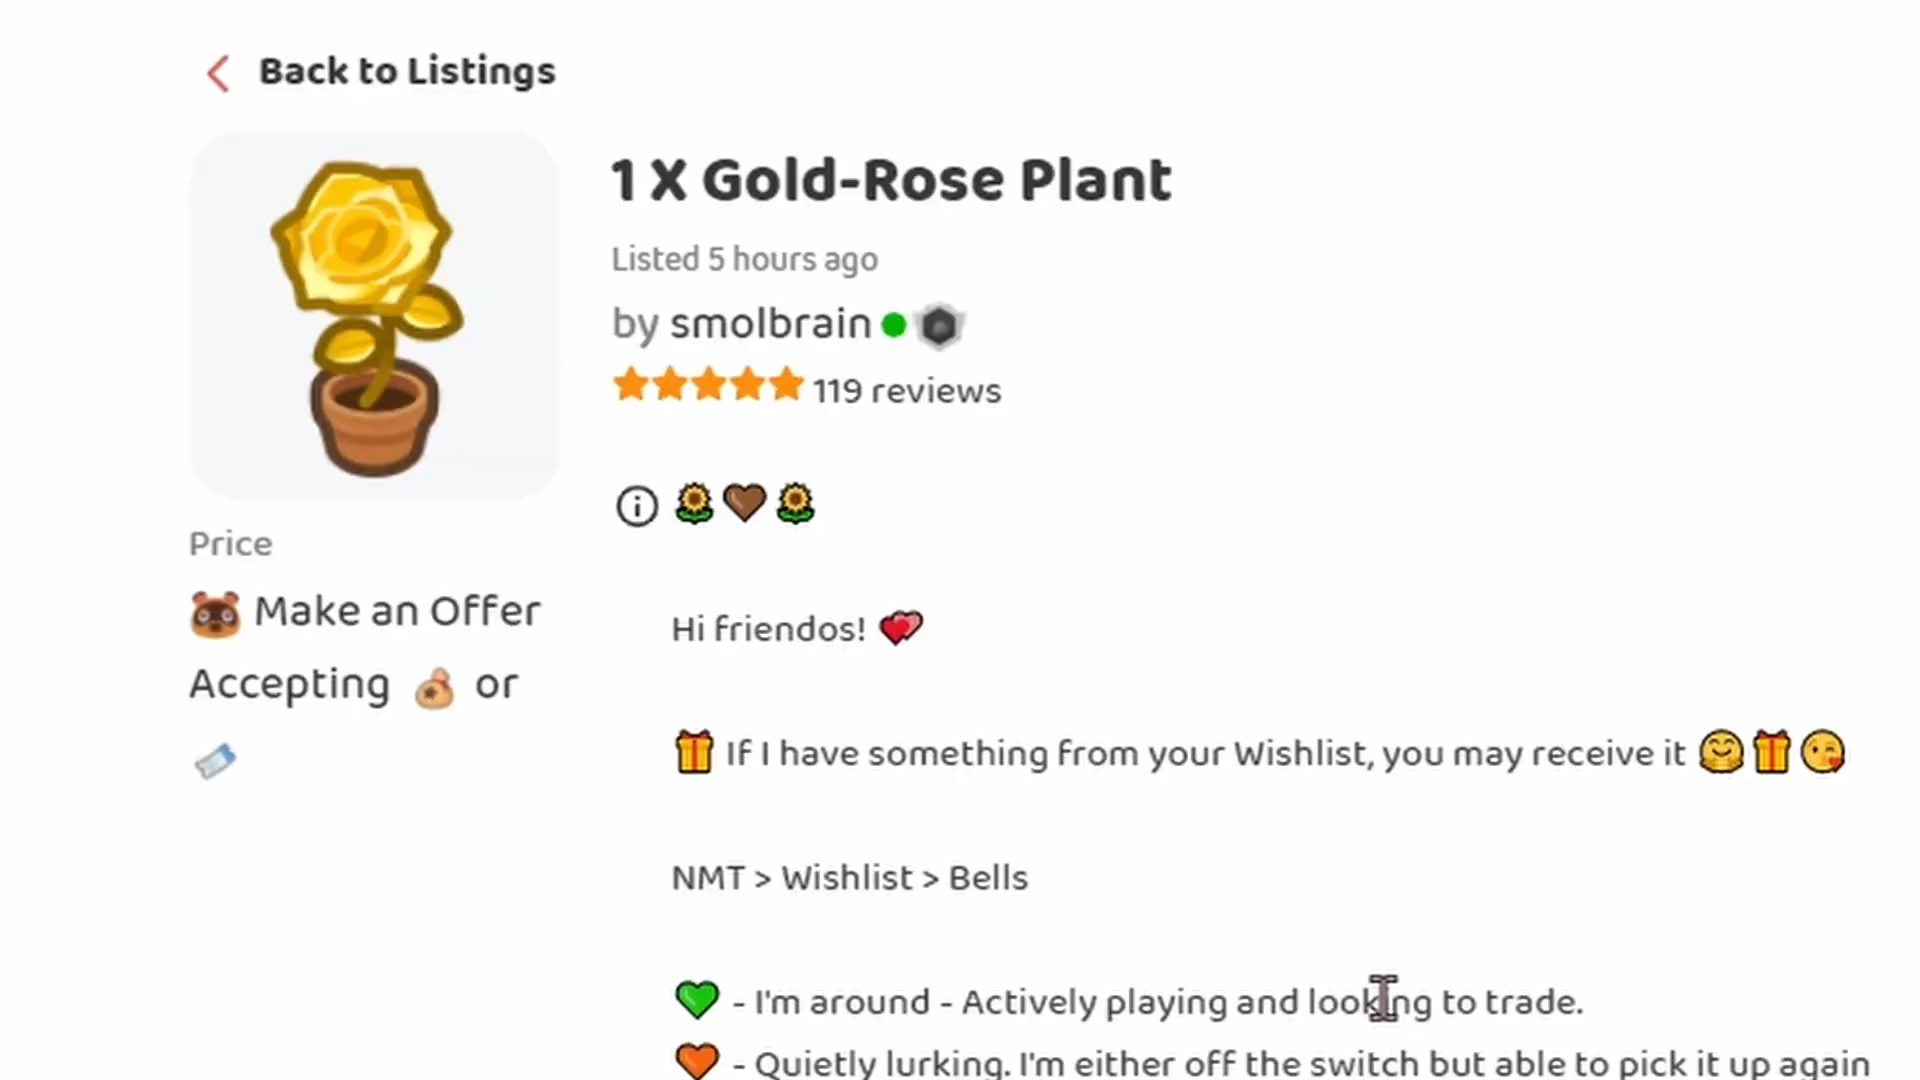 Back to Listings
1 X Gold-Rose Plant
Listed 5 hours ago
by smolbrain
119 reviews
Price
Make an Offer
Accepting or
Hi friendos!
If I have something from your Wishlist, you may receive it
NMT > Wishlist > Bells
- I'm around - Actively playing and looking to trade.
- Quietly lurking. I'm either off the switch but able to pick it up again